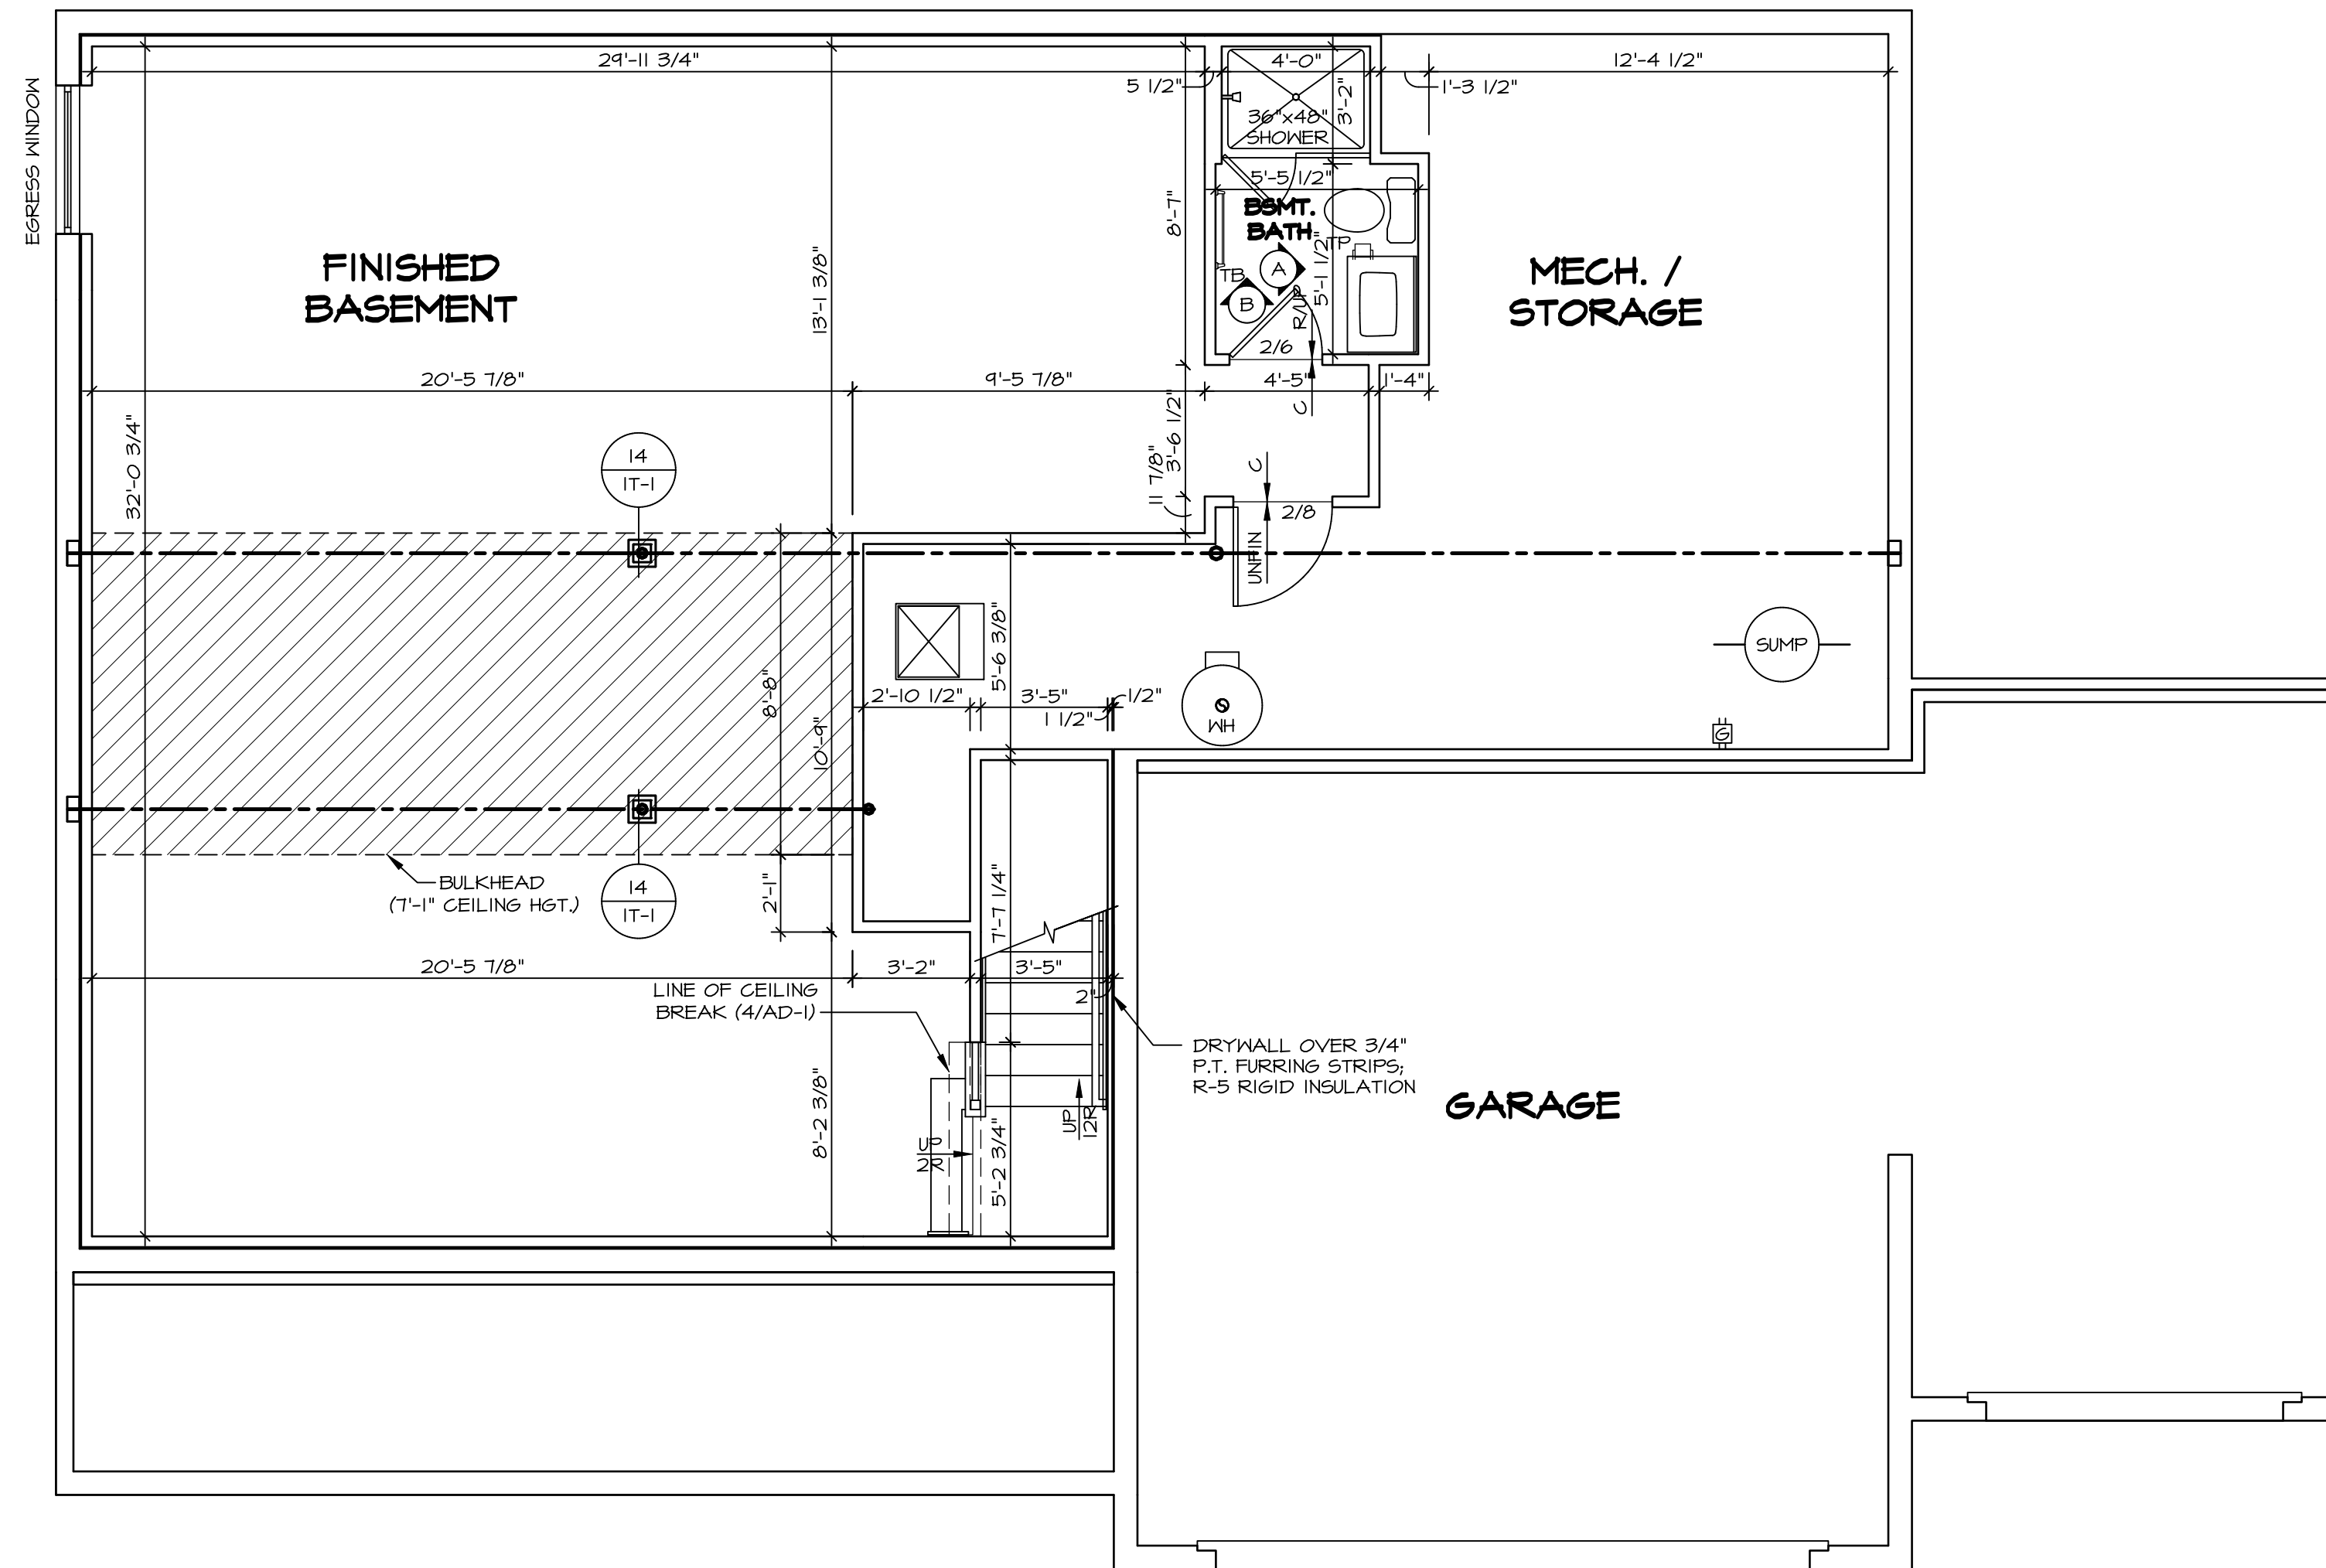 29'-11 3/4"
4'-0"
12'-4 1/2"
5 1/2"
1'-3 1/2"
EGRESS WINDOW
3'-2"
36"x48"
SHOWER
5'-5 1/2"
8'-7"
BSMT.
BATH
TP
TB
A
B
5'-1 1/2"
R/UP
2/6
FINISHED
BASEMENT
13'-1 3/8"
MECH. /
STORAGE
20'-5 7/8"
9'-5 7/8"
4'-5"
1'-4"
C
32'-0 3/4"
3'-6 1/2"
11 7/8"
14
1T-1
C
2/8
UNFIN
5'-6 3/8"
SUMP
8'-8"
2'-10 1/2"
3'-5"
1/2"
1 1/2"
WH
G
10'-9"
BULKHEAD
(7'-1" CEILING HGT.)
14
1T-1
2'-1"
7'-7 1/4"
20'-5 7/8"
3'-2"
3'-5"
2"
LINE OF CEILING
BREAK (4/AD-1)
DRYWALL OVER 3/4"
P.T. FURRING STRIPS;
R-5 RIGID INSULATION
GARAGE
8'-2 3/8"
UP
2R
5'-2 3/4"
UP
12R